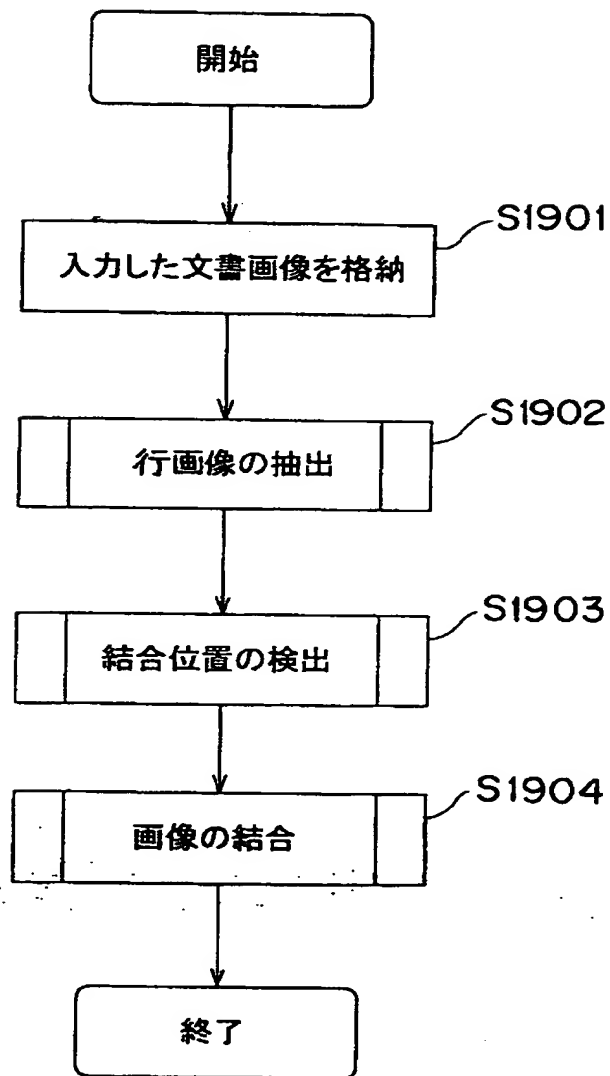 開始
S1901
入力した文書画像を格納
S1902
行画像の抽出
S1903
結合位置の検出
S1904
画像の結合
終了